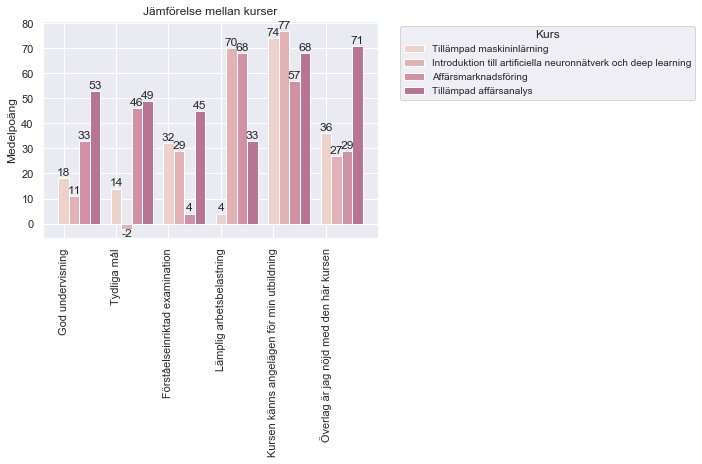 Jämförelse mellan kurser
Medelpoäng
80
70
60
50
40
30
20
10
0
18
11
33
53
14
-2
46
49
32
29
4
45
4
70
68
33
74
77
57
68
36
27
29
71
God undervisning
Tydliga mål
Förståelseinriktad examination
Lämplig arbetsbelastning
Kursen känns angelägen för min utbildning
Överlag är jag nöjd med den här kursen
Kurs
Tillämpad maskininlärning
Introduktion till artificiella neuronnätverk och deep learning
Affärsmarknadsföring
Tillämpad affärsanalys